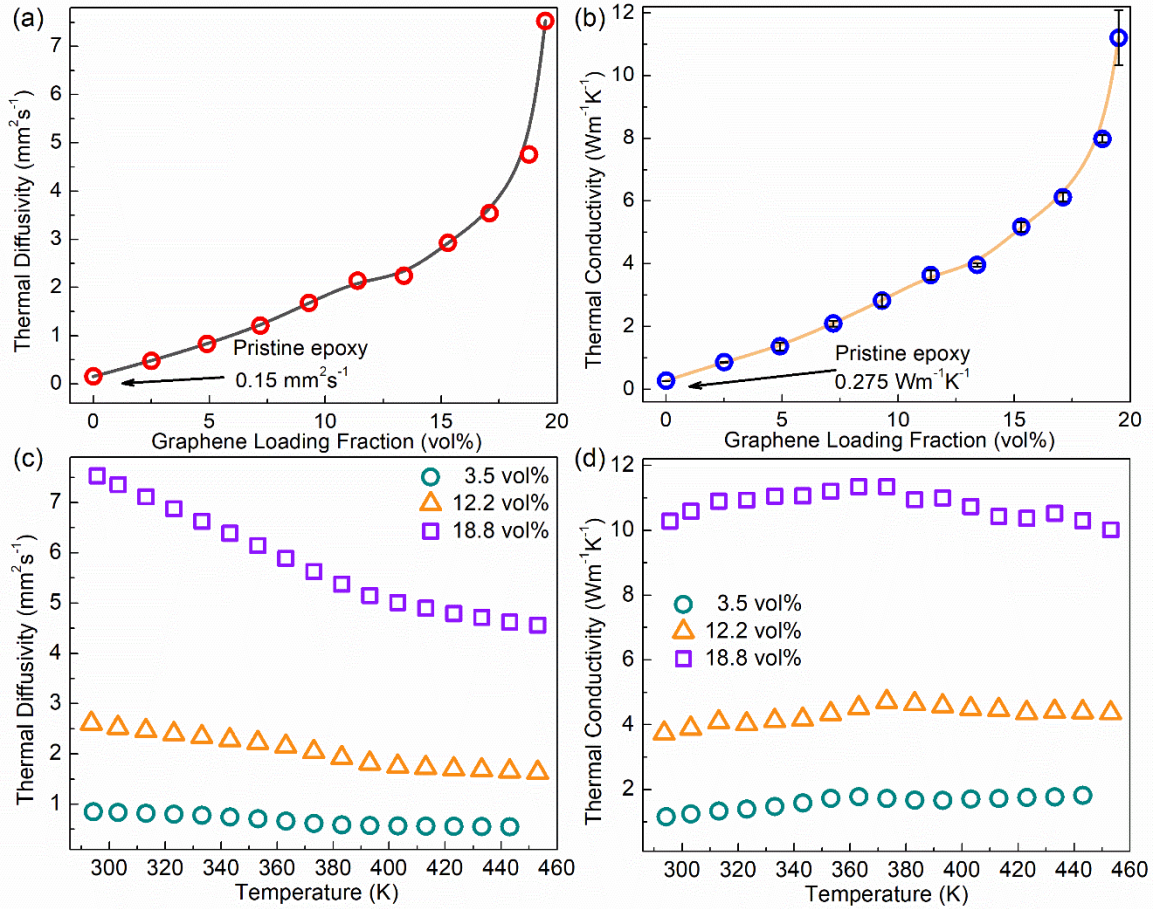 (a)
Thermal Diffusivity (mm²s⁻¹)
7
6
5
4
3
2
1
0
Pristine epoxy
0.15 mm²s⁻¹
0 5 10 15 20
Graphene Loading Fraction (vol%)
(b)
Thermal Conductivity (Wm⁻¹K⁻¹)
12
10
8
6
4
2
0
Pristine epoxy
0.275 Wm⁻¹K⁻¹
0 5 10 15 20
Graphene Loading Fraction (vol%)
(c)
Thermal Diffusivity (mm²s⁻¹)
7
6
5
4
3
2
1
3.5 vol%
12.2 vol%
18.8 vol%
300 320 340 360 380 400 420 440 460
Temperature (K)
(d)
Thermal Conductivity (Wm⁻¹K⁻¹)
12
10
8
6
4
2
3.5 vol%
12.2 vol%
18.8 vol%
300 320 340 360 380 400 420 440 460
Temperature (K)